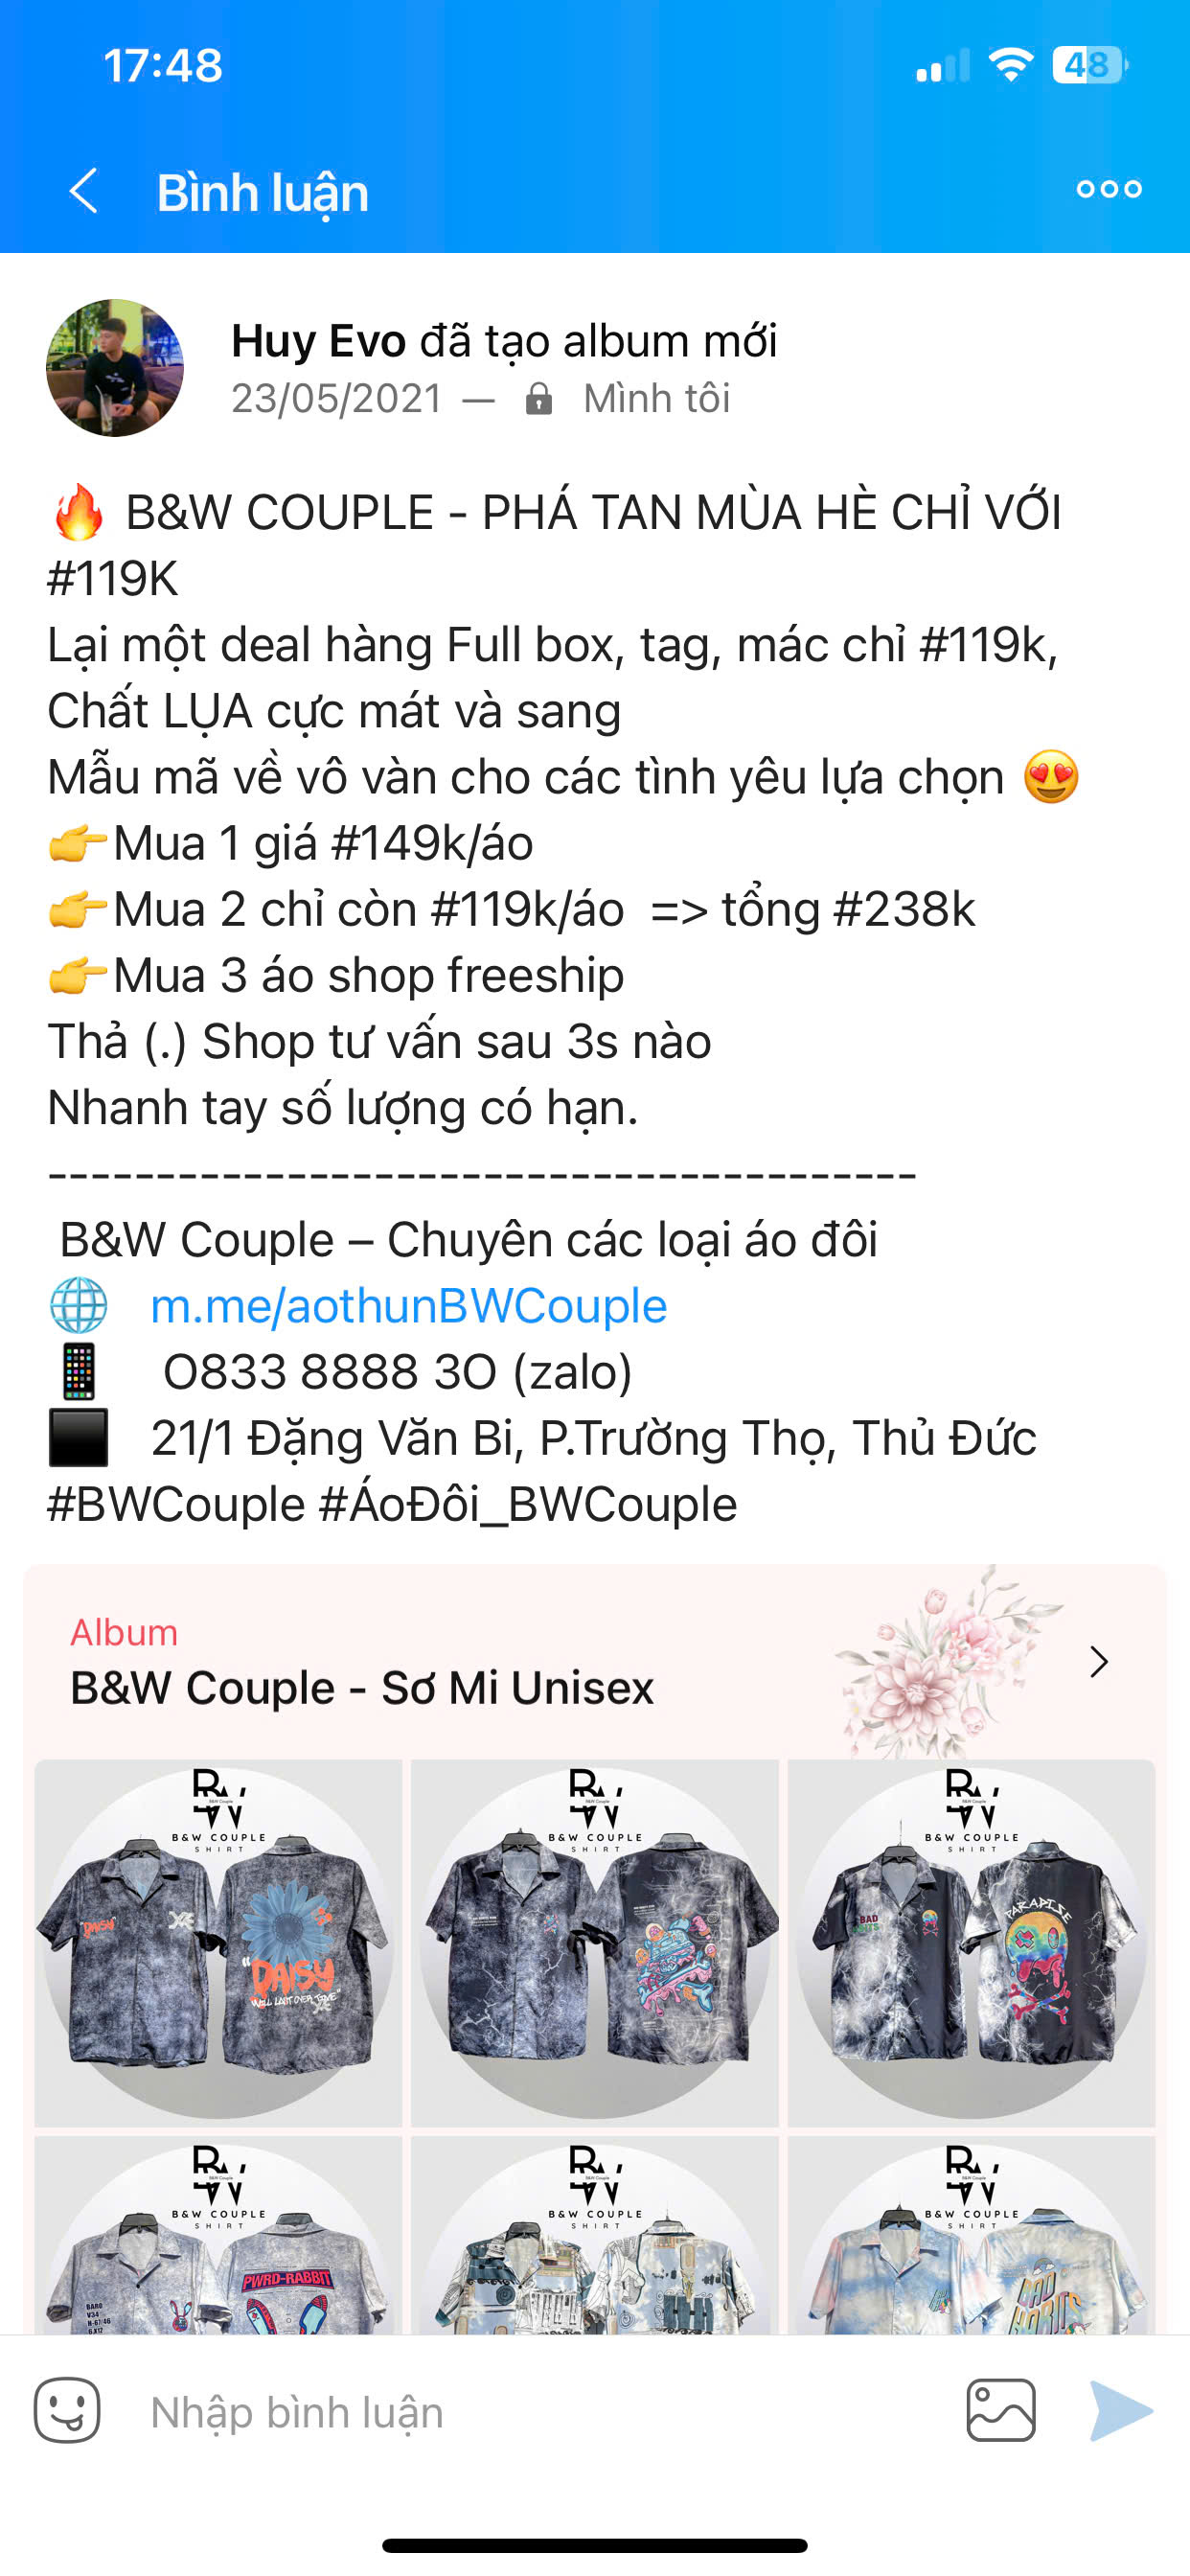 17:48
48
Bình luận
Huy Evo đã tạo album mới
23/05/2021 — Mình tôi
🔥 B&W COUPLE - PHÁ TAN MÙA HÈ CHỈ VỚI
#119K
Lại một deal hàng Full box, tag, mác chỉ #119k,
Chất LỤA cực mát và sang
Mẫu mã về vô vàn cho các tình yêu lựa chọn 😍
👉Mua 1 giá #149k/áo
👉Mua 2 chỉ còn #119k/áo => tổng #238k
👉Mua 3 áo shop freeship
Thả (.) Shop tư vấn sau 3s nào
Nhanh tay số lượng có hạn.
----------------------------------------
B&W Couple – Chuyên các loại áo đôi
🌐 m.me/aothunBWCouple
📱 O833 8888 3O (zalo)
⬛ 21/1 Đặng Văn Bi, P.Trường Thọ, Thủ Đức
#BWCouple #ÁoĐôi_BWCouple
Album
B&W Couple - Sơ Mi Unisex
B&W COUPLE
SHIRT
"DAISY"
"DAISY
WILL LAST OVER TIME"
B&W COUPLE
SHIRT
B&W COUPLE
SHIRT
BAD
PARADISE
B&W COUPLE
SHIRT
PWRD-RABBIT
B&W COUPLE
SHIRT
B&W COUPLE
SHIRT
BAD
HABITS
Nhập bình luận